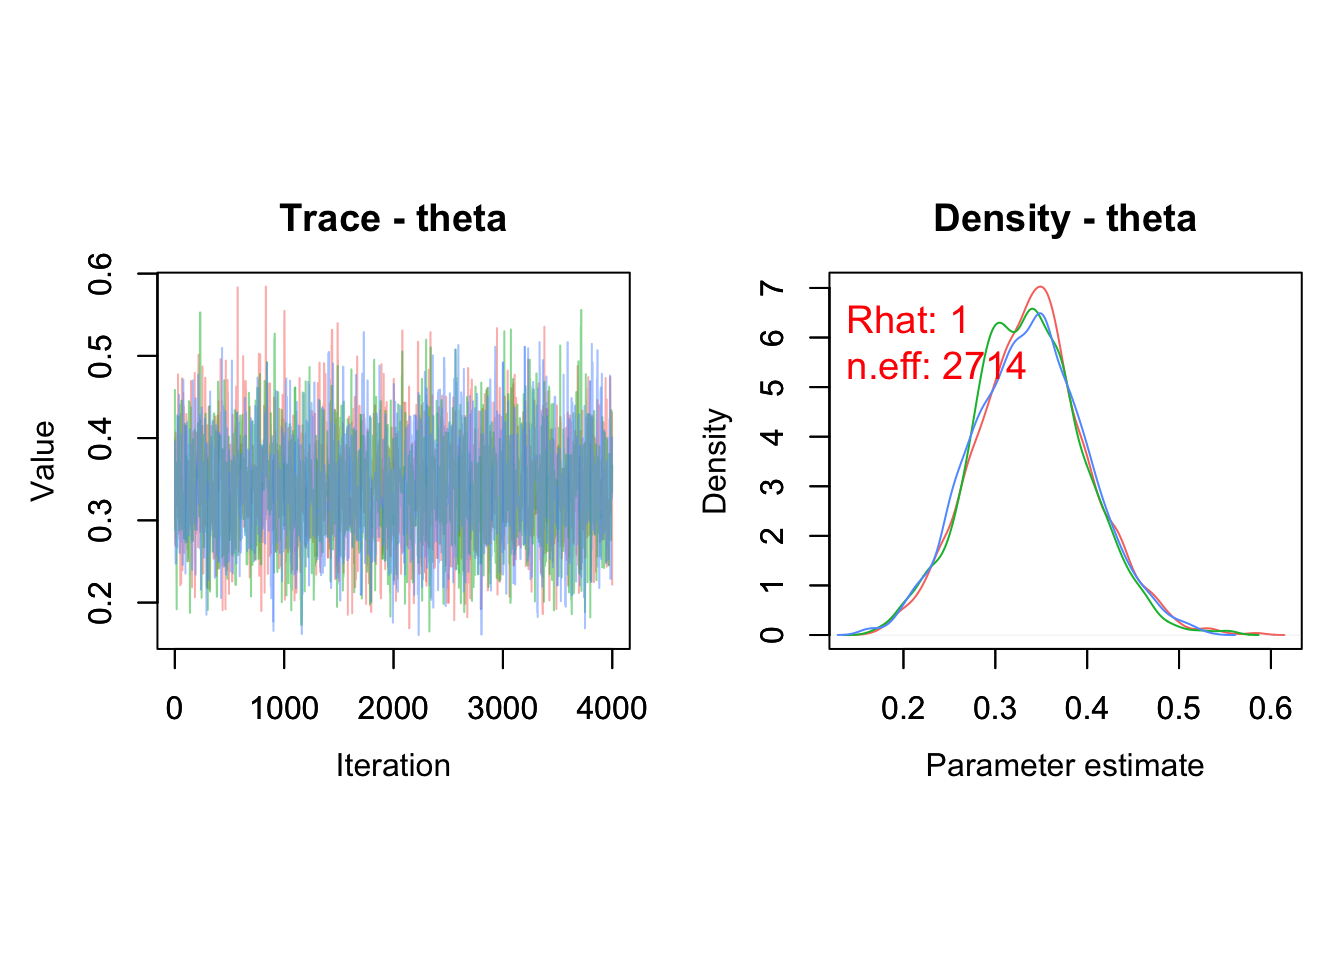 Trace - theta
0.6
0.5
0.4
0.3
0.2
Value
0
1000
2000
3000
4000
Iteration
Density - theta
Rhat: 1
n.eff: 2714
7
6
5
4
3
2
1
0
Density
0.2
0.3
0.4
0.5
0.6
Parameter estimate